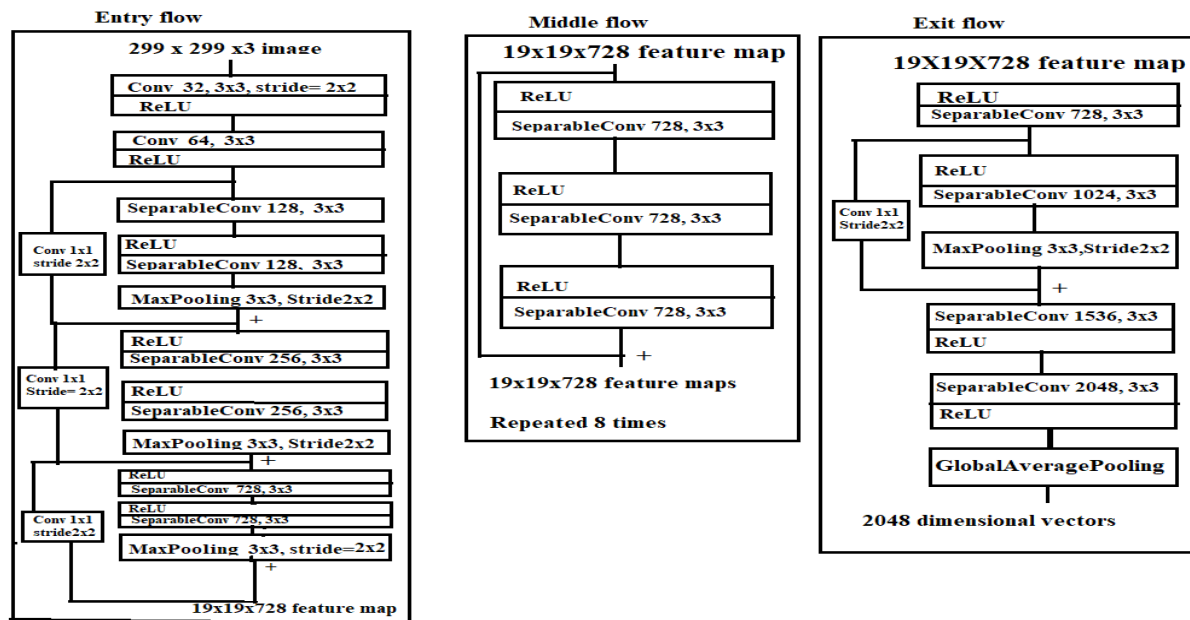 Entry flow
299 x 299 x3 image
Conv 32, 3x3, stride= 2x2
ReLU
Conv 64, 3x3
ReLU
SeparableConv 128, 3x3
ReLU
SeparableConv 128, 3x3
Conv 1x1
stride 2x2
MaxPooling 3x3, Stride2x2
+
ReLU
SeparableConv 256, 3x3
Conv 1x1
Stride= 2x2
ReLU
SeparableConv 256, 3x3
MaxPooling 3x3, Stride2x2
+
ReLU
SeparableConv 728, 3x3
ReLU
SeparableConv 728, 3x3
Conv 1x1
stride2x2
MaxPooling 3x3, stride=2x2
+
19x19x728 feature map
Middle flow
19x19x728 feature map
ReLU
SeparableConv 728, 3x3
ReLU
SeparableConv 728, 3x3
ReLU
SeparableConv 728, 3x3
+
19x19x728 feature maps
Repeated 8 times
Exit flow
19X19X728 feature map
ReLU
SeparableConv 728, 3x3
ReLU
SeparableConv 1024, 3x3
Conv 1x1
Stride2x2
MaxPooling 3x3,Stride2x2
+
SeparableConv 1536, 3x3
ReLU
SeparableConv 2048, 3x3
ReLU
GlobalAveragePooling
2048 dimensional vectors